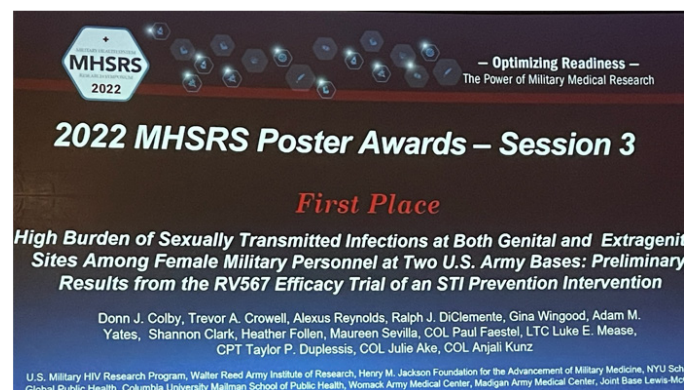 MILITARY HEALTH SYSTEM
MHSRS
RESEARCH SYMPOSIUM
2022
— Optimizing Readiness —
The Power of Military Medical Research
2022 MHSRS Poster Awards – Session 3
First Place
High Burden of Sexually Transmitted Infections at Both Genital and Extragenit
Sites Among Female Military Personnel at Two U.S. Army Bases: Preliminary
Results from the RV567 Efficacy Trial of an STI Prevention Intervention
Donn J. Colby, Trevor A. Crowell, Alexus Reynolds, Ralph J. DiClemente, Gina Wingood, Adam M.
Yates, Shannon Clark, Heather Follen, Maureen Sevilla, COL Paul Faestel, LTC Luke E. Mease,
CPT Taylor P. Duplessis, COL Julie Ake, COL Anjali Kunz
U.S. Military HIV Research Program, Walter Reed Army Institute of Research, Henry M. Jackson Foundation for the Advancement of Military Medicine, NYU Sch
Global Public Health, Columbia University Mailman School of Public Health, Womack Army Medical Center, Madigan Army Medical Center, Joint Base Lewis-Mc